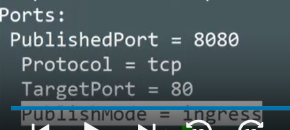 Ports:
PublishedPort = 8080
Protocol = tcp
TargetPort = 80
PublishMode = ingress